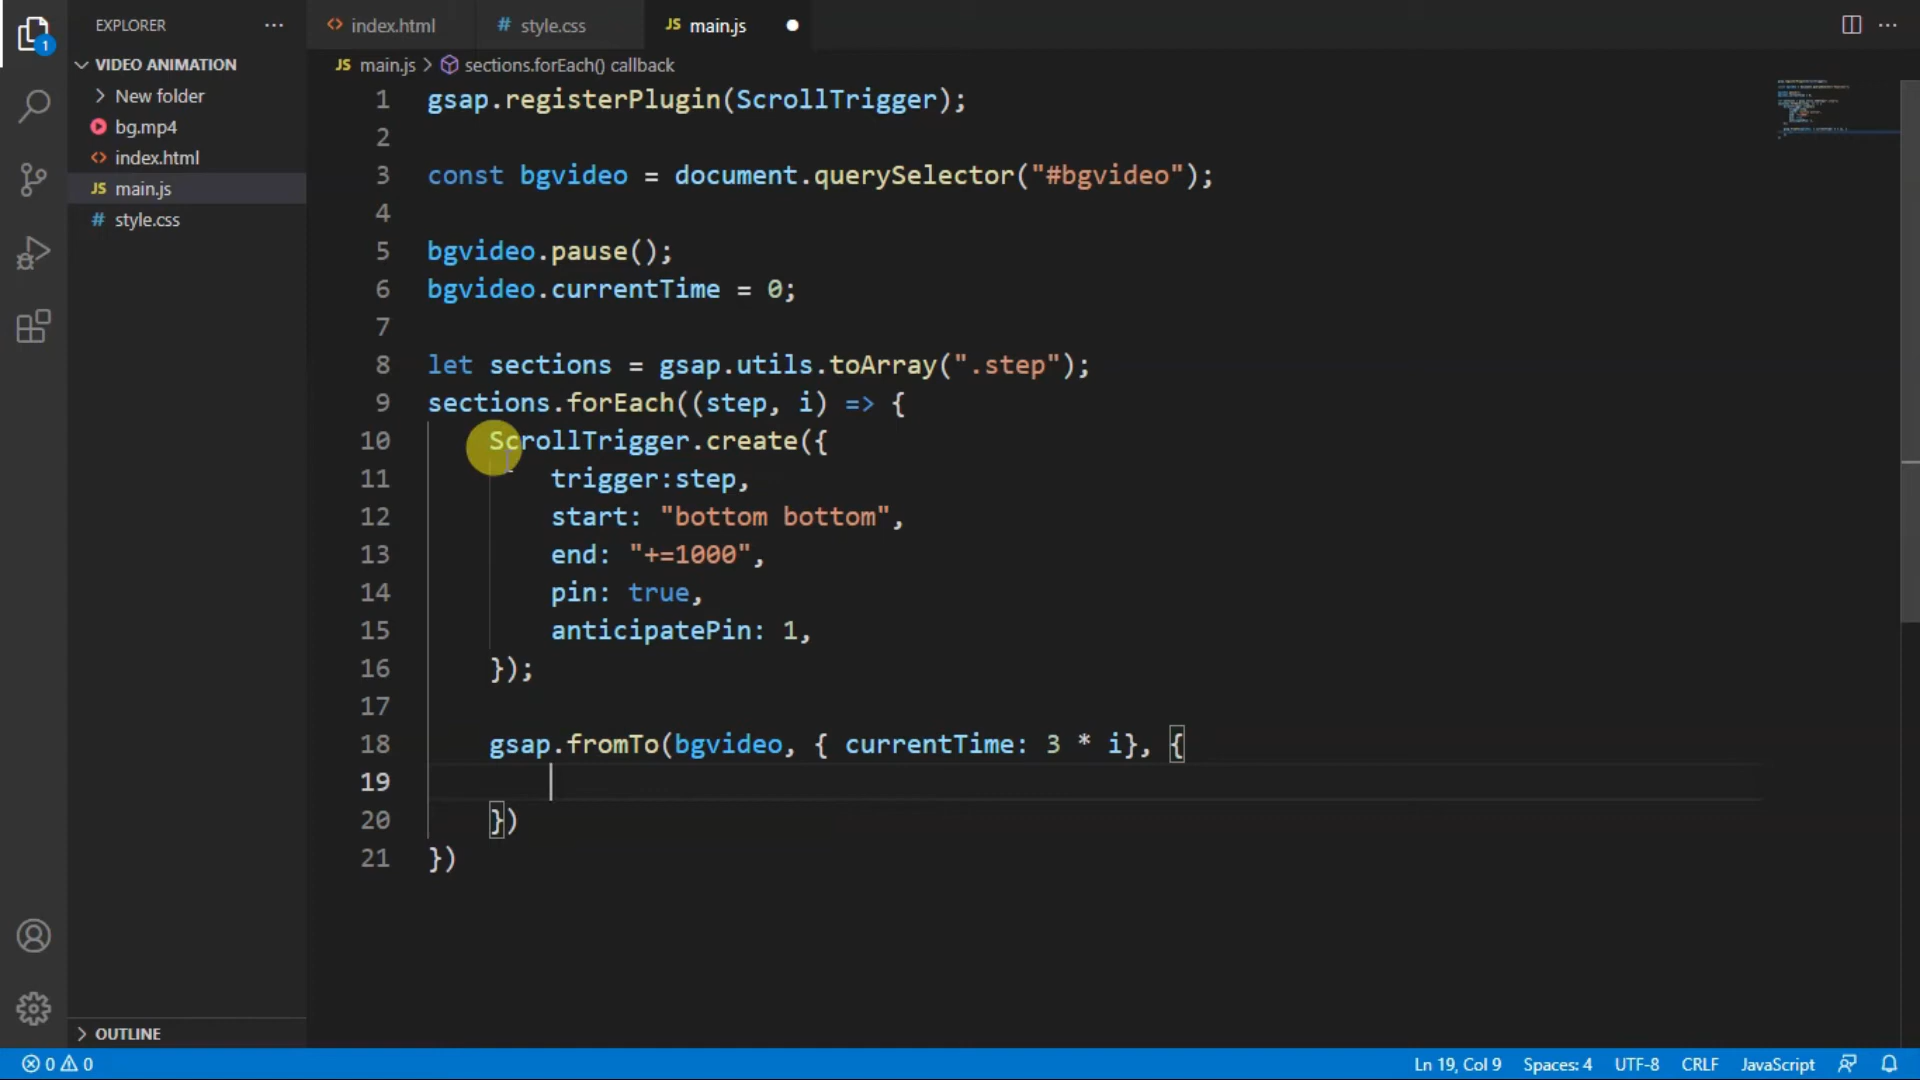 EXPLORER ···
index.html
# style.css
JS main.js
1
VIDEO ANIMATION
JS main.js > sections.forEach() callback
New folder
bg.mp4
index.html
JS main.js
# style.css
1 gsap.registerPlugin(ScrollTrigger);
2
3 const bgvideo = document.querySelector("#bgvideo");
4
5 bgvideo.pause();
6 bgvideo.currentTime = 0;
7
8 let sections = gsap.utils.toArray(".step");
9 sections.forEach((step, i) => {
10 ScrollTrigger.create({
11 trigger:step,
12 start: "bottom bottom",
13 end: "+=1000",
14 pin: true,
15 anticipatePin: 1,
16 });
17
18 gsap.fromTo(bgvideo, { currentTime: 3 * i}, {
19
20 })
21 })
OUTLINE
0 0
Ln 19, Col 9 Spaces: 4 UTF-8 CRLF JavaScript